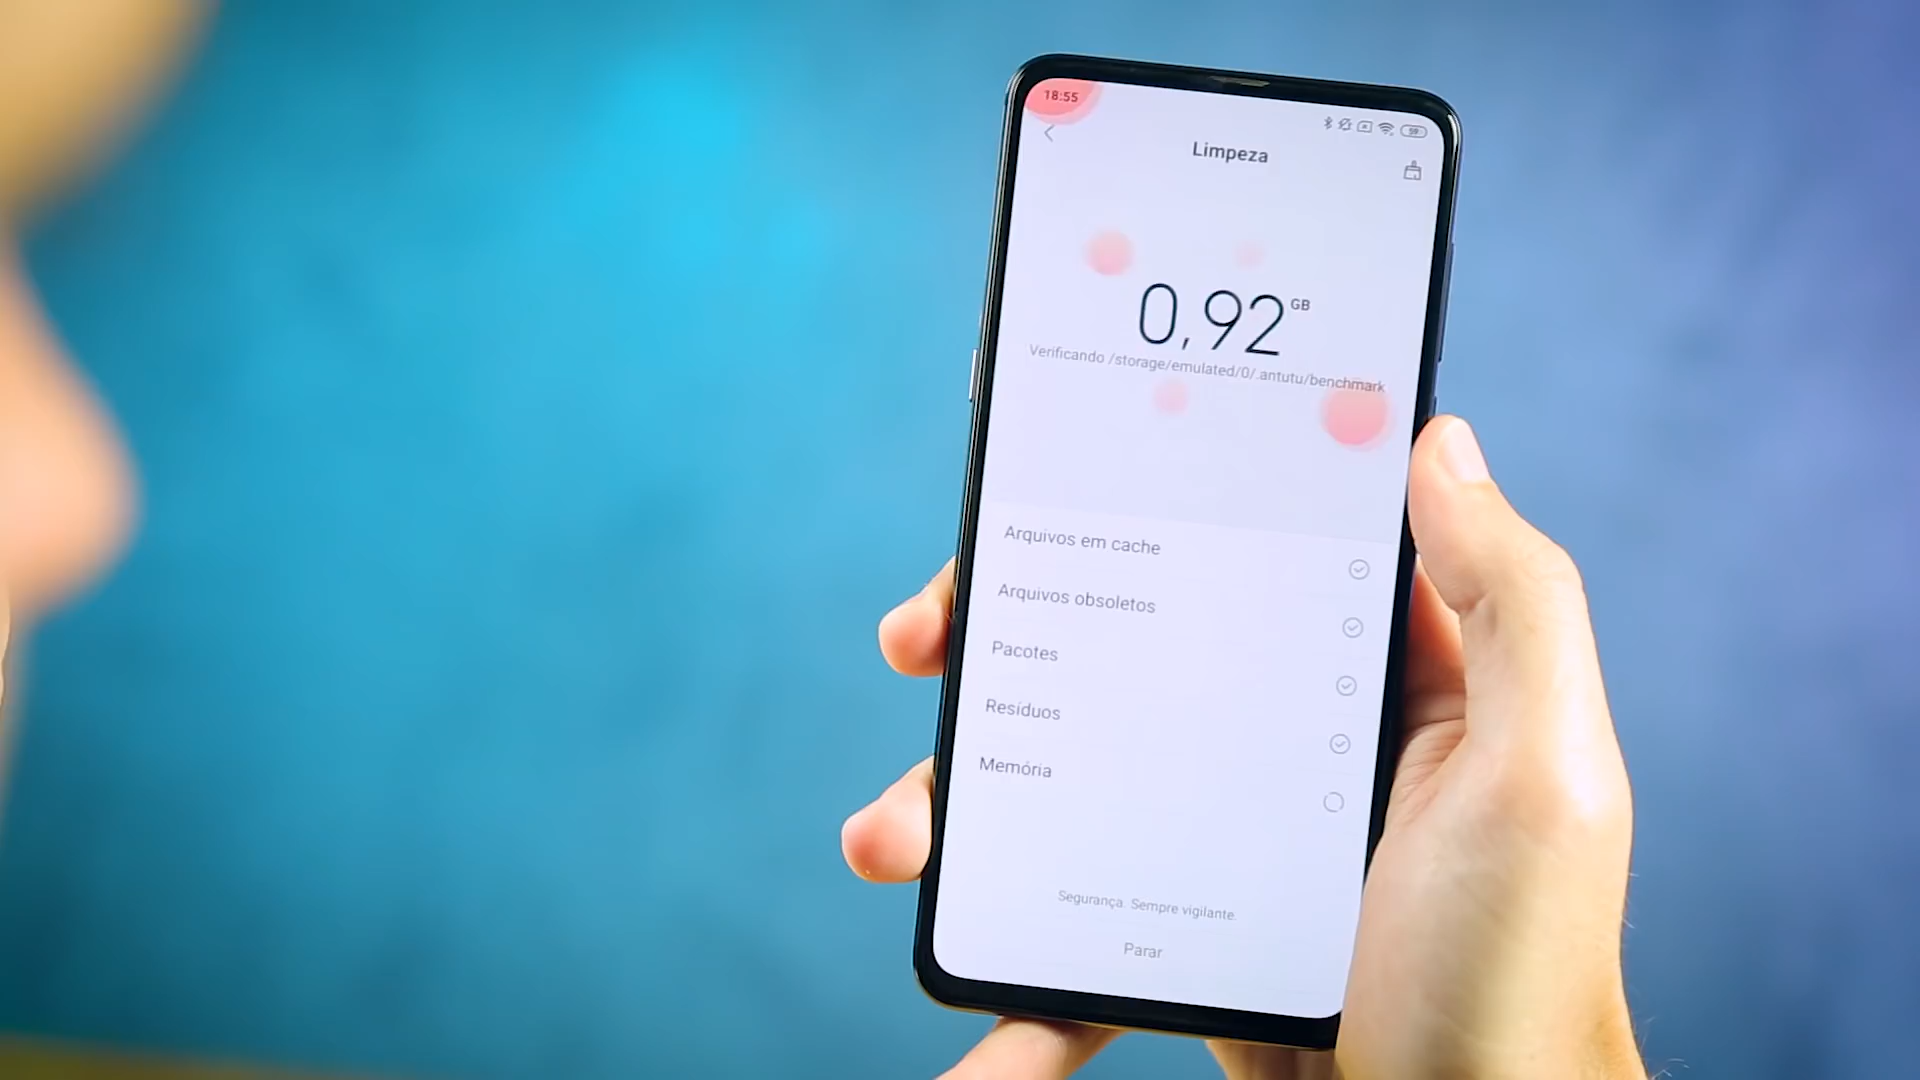 18:55
59
Limpeza
0,92 GB
Verificando /storage/emulated/0/.antutu/benchmark
Arquivos em cache
Arquivos obsoletos
Pacotes
Resíduos
Memória
Segurança. Sempre vigilante.
Parar